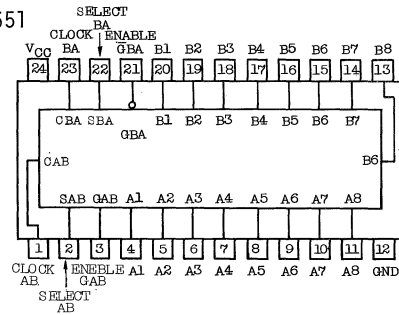 651
SELECT
BA
CLOCK ENABLE
VCC BA G̅BA B1 B2 B3 B4 B5 B6 B7 B8
24 23 22 21 20 19 18 17 16 15 14 13
CBA SBA B1 B2 B3 B4 B5 B6 B7
GBA
CAB B6
SAB GAB A1 A2 A3 A4 A5 A6 A7 A8
1 2 3 4 5 6 7 8 9 10 11 12
CLOCK ENEBLE A1 A2 A3 A4 A5 A6 A7 A8 GND
AB GAB
SELECT
AB